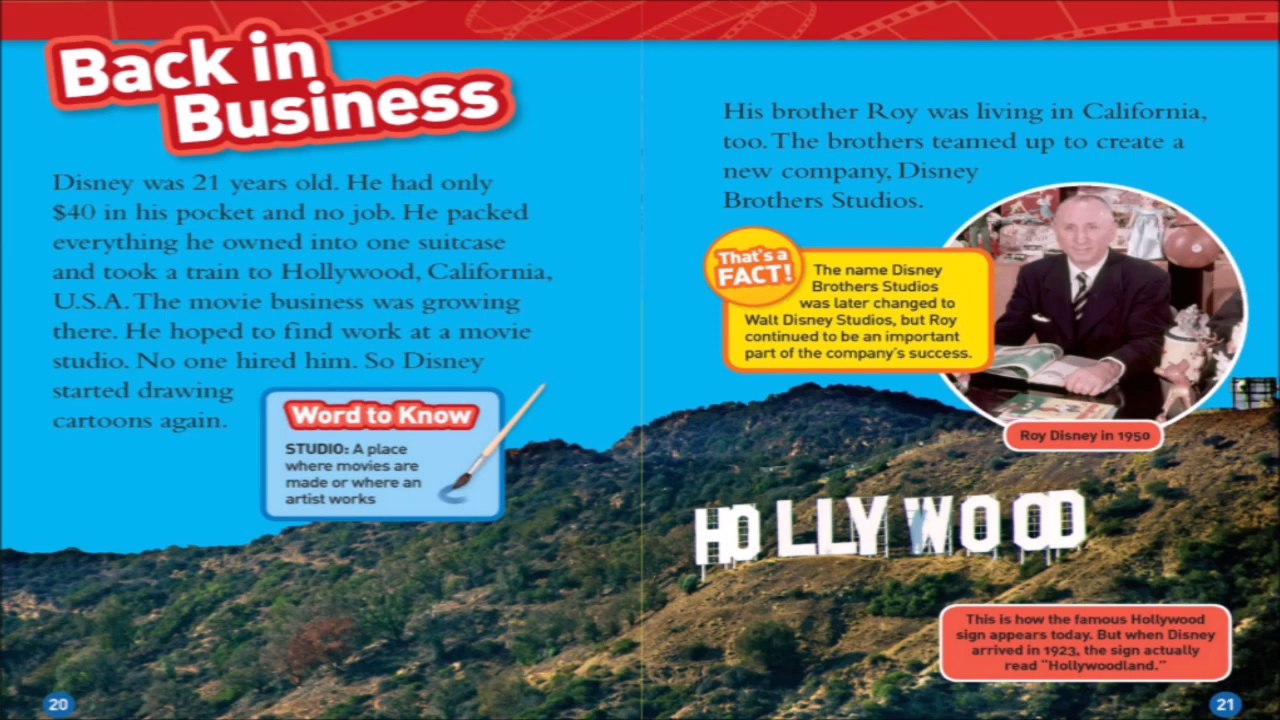 Back in
Business
Disney was 21 years old. He had only
$40 in his pocket and no job. He packed
everything he owned into one suitcase
and took a train to Hollywood, California,
U.S.A. The movie business was growing
there. He hoped to find work at a movie
studio. No one hired him. So Disney
started drawing
cartoons again.
Word to Know
STUDIO: A place
where movies are
made or where an
artist works
20
His brother Roy was living in California,
too. The brothers teamed up to create a
new company, Disney
Brothers Studios.
That's a
FACT!
The name Disney
Brothers Studios
was later changed to
Walt Disney Studios, but Roy
continued to be an important
part of the company's success.
Roy Disney in 1950
HOLLYWOOD
This is how the famous Hollywood
sign appears today. But when Disney
arrived in 1923, the sign actually
read "Hollywoodland."
21